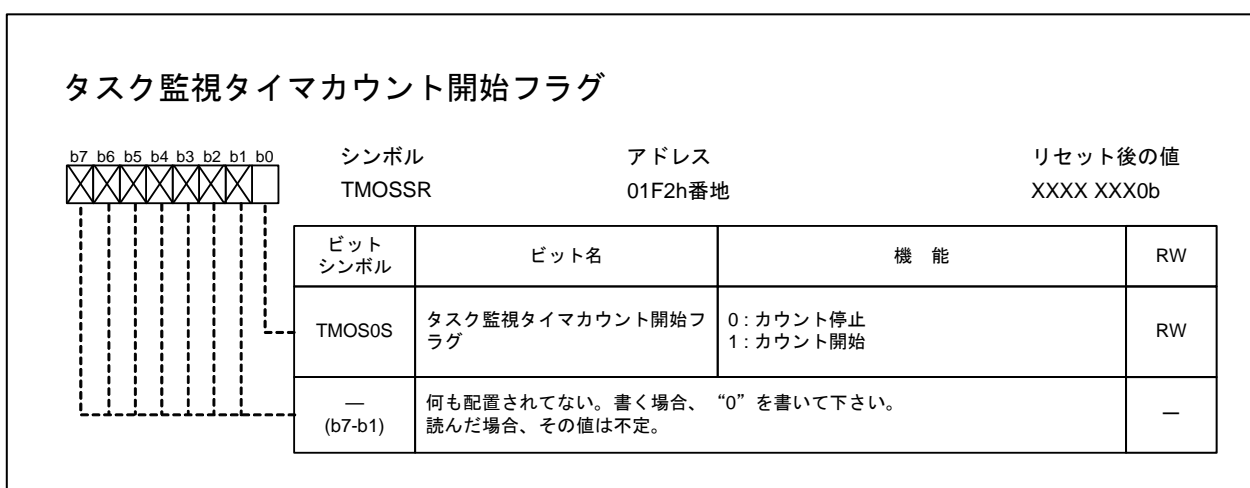 タスク監視タイマカウント開始フラグ
b7 b6 b5 b4 b3 b2 b1 b0
シンボル アドレス リセット後の値
TMOSSR 01F2h番地 XXXX XXX0b
ビット
シンボル
ビット名
機 能
RW
TMOS0S
タスク監視タイマカウント開始フ
ラグ
0 : カウント停止
1 : カウント開始
RW
—
(b7-b1)
何も配置されてない。書く場合、“0”を書いて下さい。
読んだ場合、その値は不定。
—